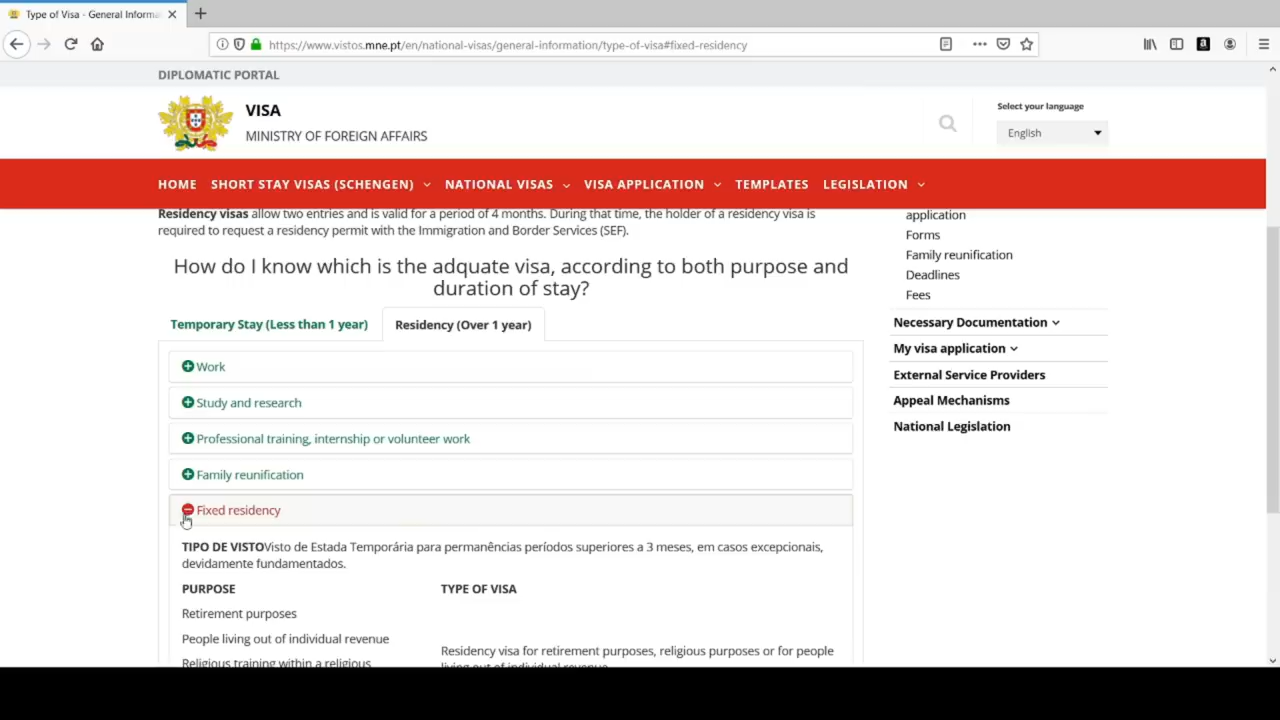 Type of Visa - General Informa
https://www.vistos.mne.pt/en/national-visas/general-information/type-of-visa#fixed-residency
DIPLOMATIC PORTAL
VISA
MINISTRY OF FOREIGN AFFAIRS
Select your language
English
HOME SHORT STAY VISAS (SCHENGEN) NATIONAL VISAS VISA APPLICATION TEMPLATES LEGISLATION
Residency visas allow two entries and is valid for a period of 4 months. During that time, the holder of a residency visa is
required to request a residency permit with the Immigration and Border Services (SEF).
How do I know which is the adquate visa, according to both purpose and
duration of stay?
Temporary Stay (Less than 1 year) Residency (Over 1 year)
Work
Study and research
Professional training, internship or volunteer work
Family reunification
Fixed residency
TIPO DE VISTOVisto de Estada Temporária para permanências períodos superiores a 3 meses, em casos excepcionais,
devidamente fundamentados.
PURPOSE TYPE OF VISA
Retirement purposes
People living out of individual revenue
Residency visa for retirement purposes, religious purposes or for people
Religious training within a religious
living out of individual revenue
application
Forms
Family reunification
Deadlines
Fees
Necessary Documentation
My visa application
External Service Providers
Appeal Mechanisms
National Legislation